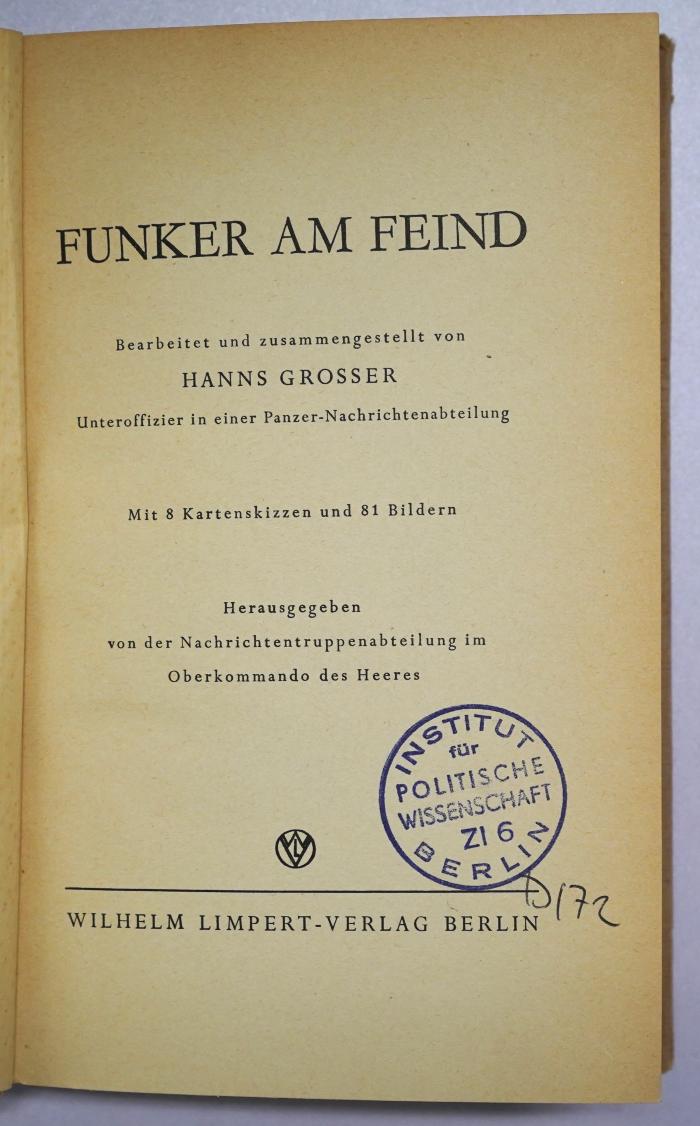 FUNKER AM FEIND
Bearbeitet und zusammengestellt von
HANNS GROSSER
Unteroffizier in einer Panzer-Nachrichtenabteilung
Mit 8 Kartenskizzen und 81 Bildern
Herausgegeben
von der Nachrichtentruppenabteilung im
Oberkommando des Heeres
INSTITUT
für
POLITISCHE
WISSENSCHAFT
ZI 6
BERLIN
WLV
D/72
WILHELM LIMPERT-VERLAG BERLIN